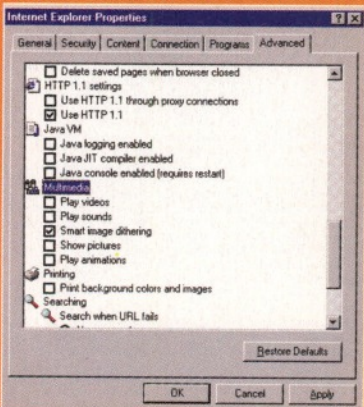 Internet Explorer Properties
General Security Content Connection Programs Advanced
Delete saved pages when browser closed
HTTP 1.1 settings
Use HTTP 1.1 through proxy connections
Use HTTP 1.1
Java VM
Java logging enabled
Java JIT compiler enabled
Java console enabled (requires restart)
Multimedia
Play videos
Play sounds
Smart image dithering
Show pictures
Play animations
Printing
Print background colors and images
Searching
Search when URL fails
Restore Defaults
OK Cancel Apply